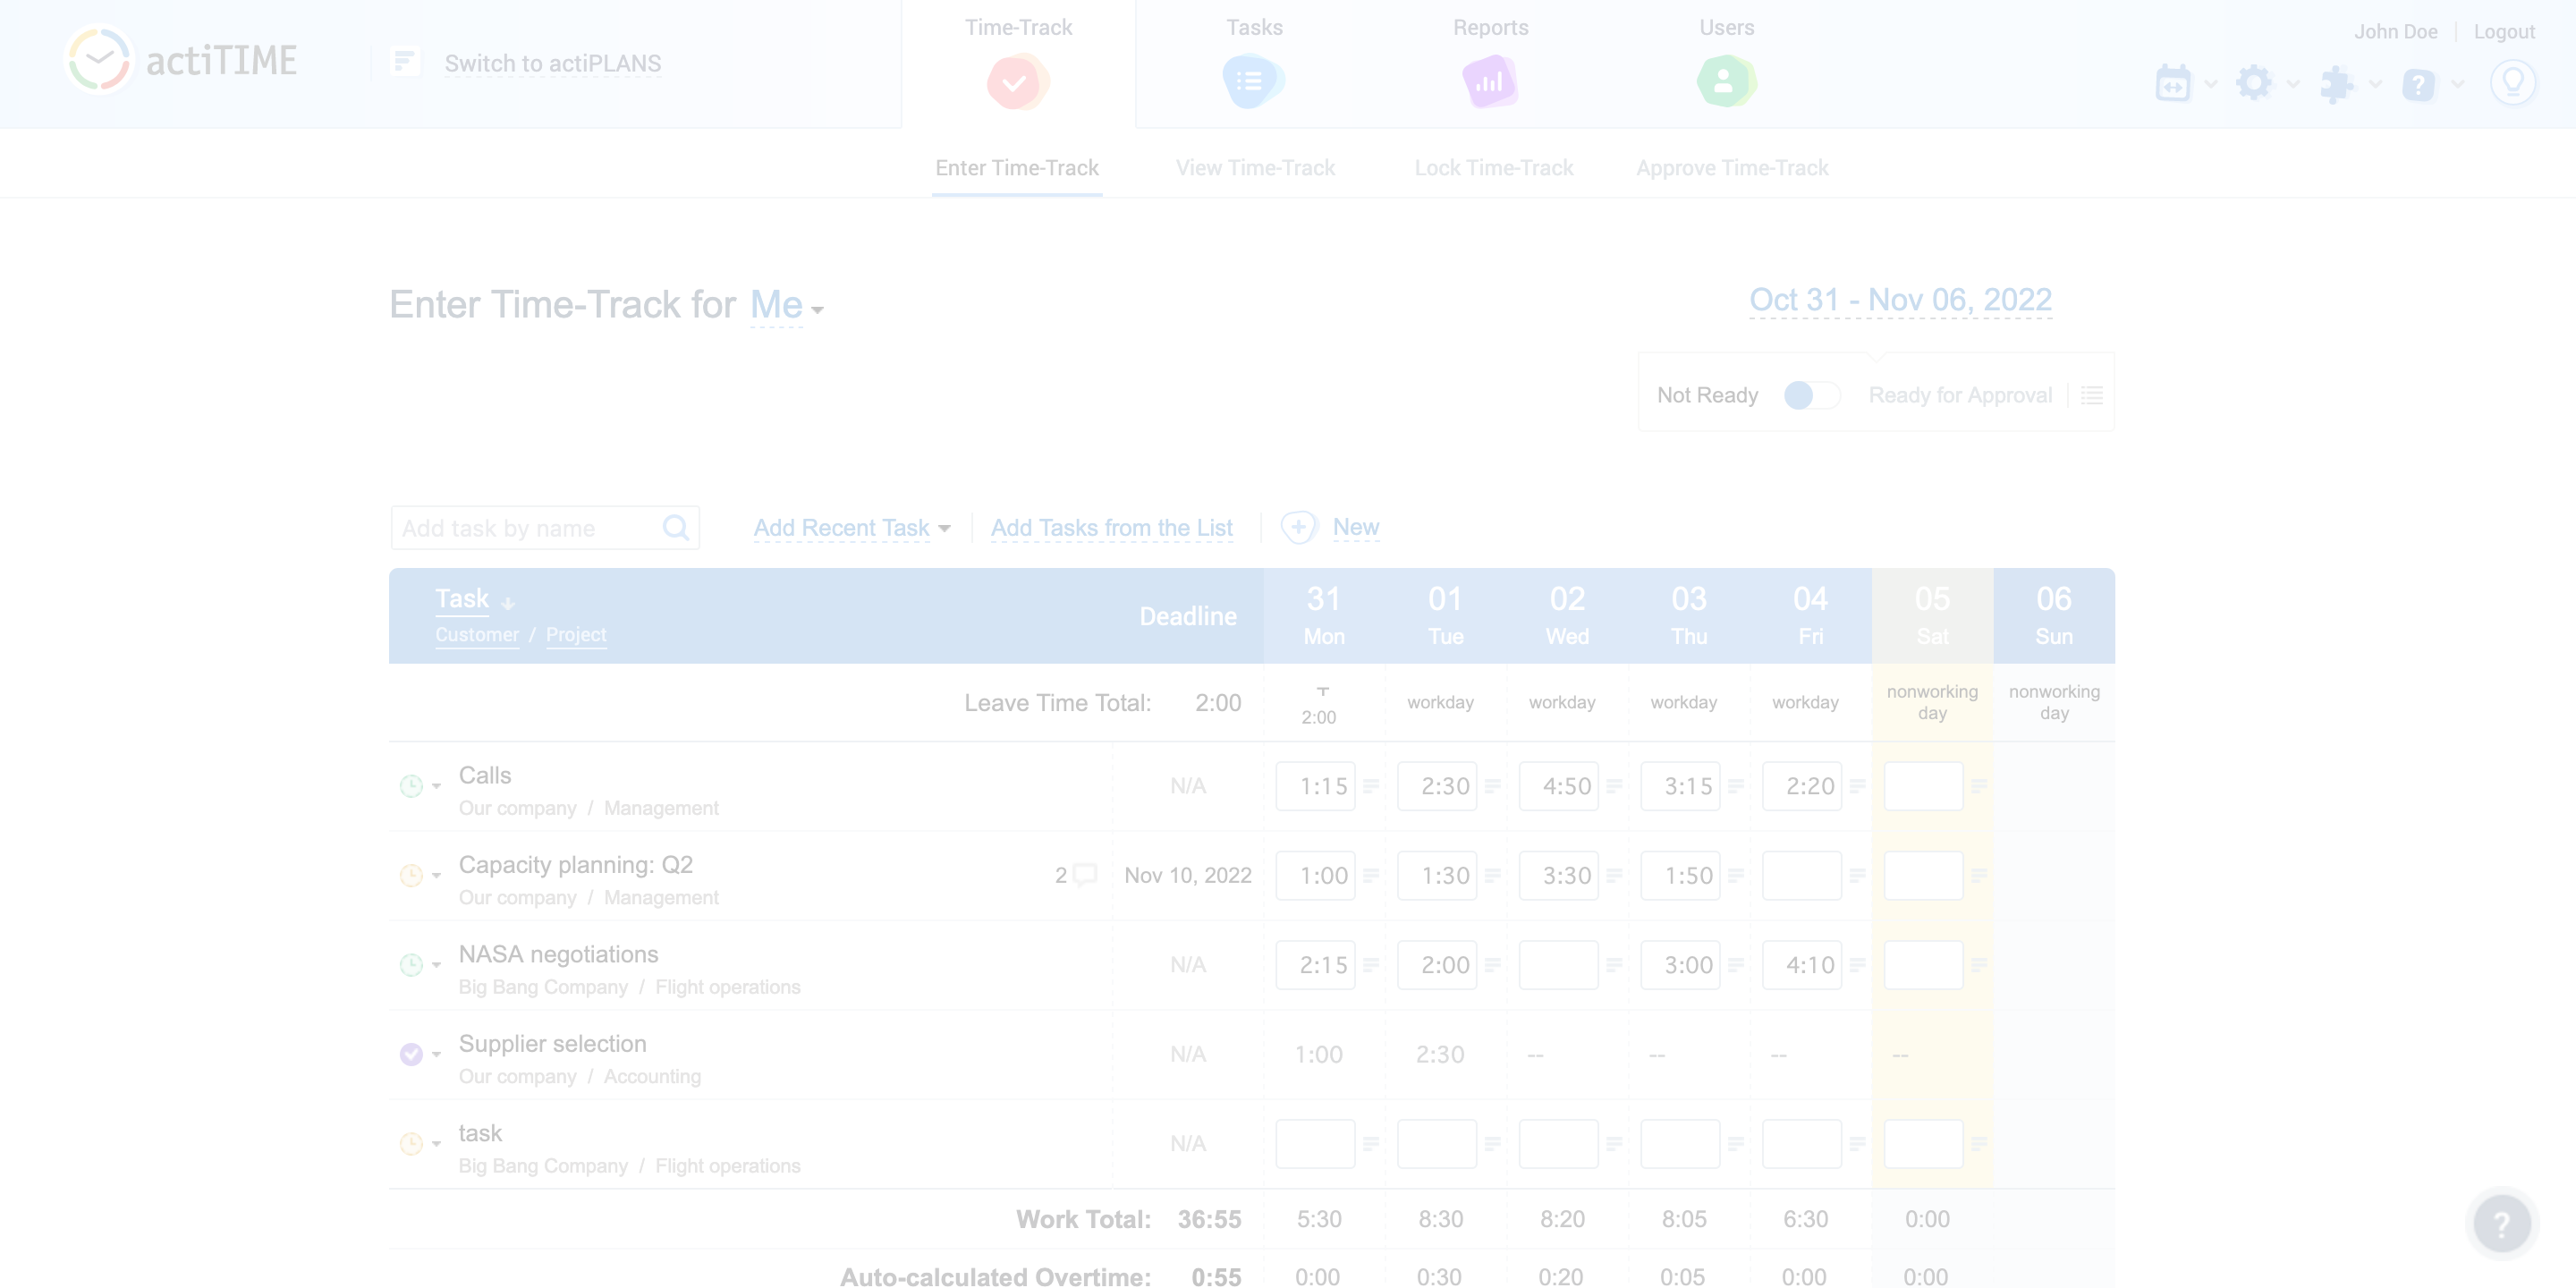 actiTIME
Switch to actiPLANS
Time-Track
Tasks
Reports
Users
John Doe
Logout
Enter Time-Track
View Time-Track
Lock Time-Track
Approve Time-Track
Enter Time-Track for Me
Oct 31 - Nov 06, 2022
Not Ready
Ready for Approval
Add task by name
Add Recent Task
Add Tasks from the List
New
Task
Customer / Project
Deadline
31 Mon
01 Tue
02 Wed
03 Thu
04 Fri
05 Sat
06 Sun
Leave Time Total: 2:00
2:00
workday
workday
workday
workday
nonworking day
nonworking day
Calls
Our company / Management
N/A 1:15 2:30 4:50 3:15 2:20
Capacity planning: Q2
Our company / Management
2 Nov 10, 2022 1:00 1:30 3:30 1:50
NASA negotiations
Big Bang Company / Flight operations
N/A 2:15 2:00 3:00 4:10
Supplier selection
Our company / Accounting
N/A 1:00 2:30 -- -- -- --
task
Big Bang Company / Flight operations
N/A
Work Total: 36:55 5:30 8:30 8:20 8:05 6:30 0:00
Auto-calculated Overtime: 0:55 0:00 0:30 0:20 0:05 0:00 0:00
?